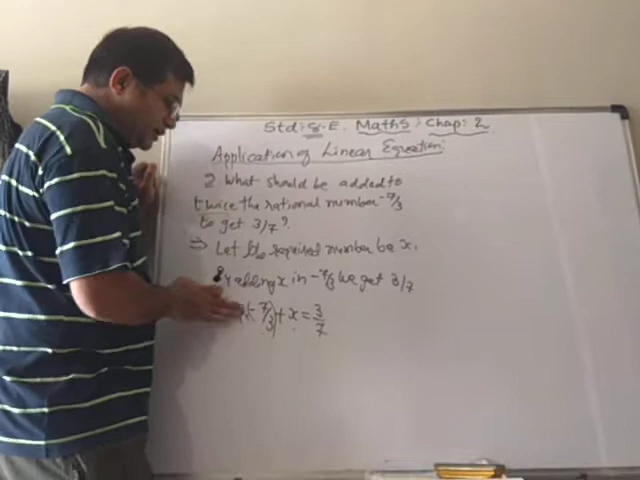 Std: 8-E. Maths: Chap: 2
Application of Linear Equation:
2 What should be added to
twice the rational number -7/3
to get 3/7?
⇒ Let the required number be x.
adding x in -7/3 we get 3/7
(-7/3) + x = 3/7